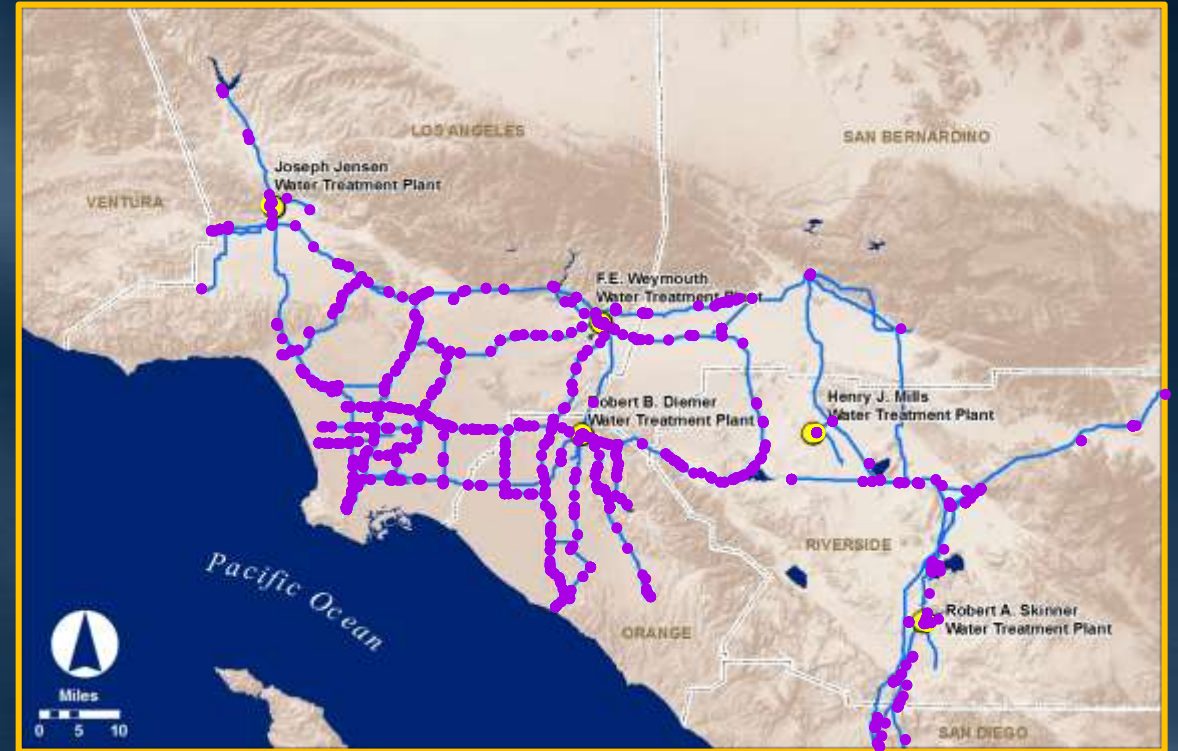 LOS ANGELES
SAN BERNARDINO
Joseph Jensen
Water Treatment Plant
VENTURA
F.E. Weymouth
Water Treatment Plant
Robert B. Diemer
Water Treatment Plant
Henry J. Mills
Water Treatment Plant
RIVERSIDE
Pacific Ocean
Robert A. Skinner
Water Treatment Plant
ORANGE
Miles
0 5 10
SAN DIEGO